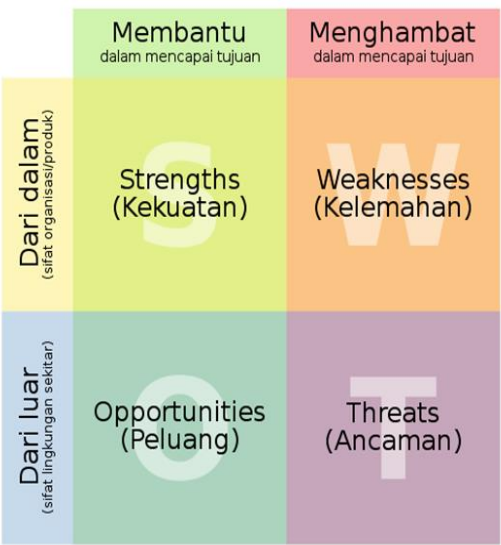 Membantu
dalam mencapai tujuan
Menghambat
dalam mencapai tujuan
Dari dalam
(sifat organisasi/produk)
S
Strengths
(Kekuatan)
W
Weaknesses
(Kelemahan)
Dari luar
(sifat lingkungan sekitar)
O
Opportunities
(Peluang)
T
Threats
(Ancaman)